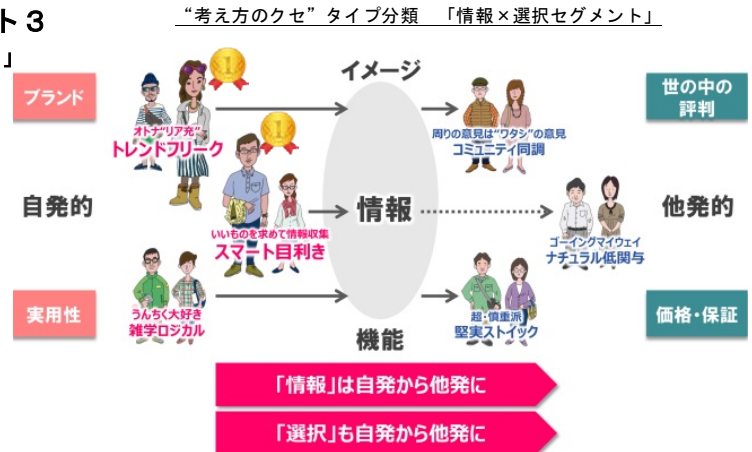 ト３
」
“考え方のクセ”タイプ分類　「情報×選択セグメント」
イメージ
ブランド
世の中の
評判
オトナ“リア充”
トレンドフリーク
周りの意見は“ワタシ”の意見
コミュニティ同調
自発的
情報
他発的
いいものを求めて情報収集
スマート目利き
ゴーイングマイウェイ
ナチュラル低関与
実用性
うんちく大好き
雑学ロジカル
超・慎重派
堅実ストイック
価格・保証
機能
「情報」は自発から他発に
「選択」も自発から他発に
1
1